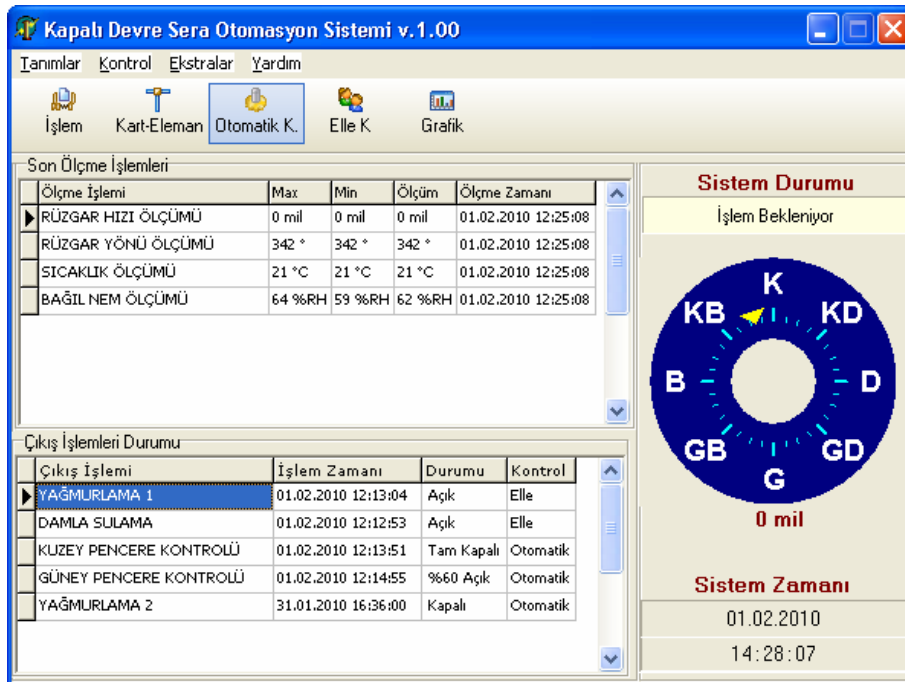 Kapalı Devre Sera Otomasyon Sistemi v.1.00
Tanımlar Kontrol Ekstralar Yardım
İşlem Kart-Eleman Otomatik K. Elle K Grafik
Son Ölçme İşlemleri
Ölçme İşlemi Max Min Ölçüm Ölçme Zamanı
RÜZGAR HIZI ÖLÇÜMÜ 0 mil 0 mil 0 mil 01.02.2010 12:25:08
RÜZGAR YÖNÜ ÖLÇÜMÜ 342 ° 342 ° 342 ° 01.02.2010 12:25:08
SICAKLIK ÖLÇÜMÜ 21 °C 21 °C 21 °C 01.02.2010 12:25:08
BAĞIL NEM ÖLÇÜMÜ 64 %RH 59 %RH 62 %RH 01.02.2010 12:25:08
Çıkış İşlemleri Durumu
Çıkış İşlemi İşlem Zamanı Durumu Kontrol
YAĞMURLAMA 1 01.02.2010 12:13:04 Açık Elle
DAMLA SULAMA 01.02.2010 12:12:53 Açık Elle
KUZEY PENCERE KONTROLÜ 01.02.2010 12:13:51 Tam Kapalı Otomatik
GÜNEY PENCERE KONTROLÜ 01.02.2010 12:14:55 %60 Açık Otomatik
YAĞMURLAMA 2 31.01.2010 16:36:00 Kapalı Otomatik
Sistem Durumu
İşlem Bekleniyor
K
KB KD
B D
GB GD
G
0 mil
Sistem Zamanı
01.02.2010
14:28:07